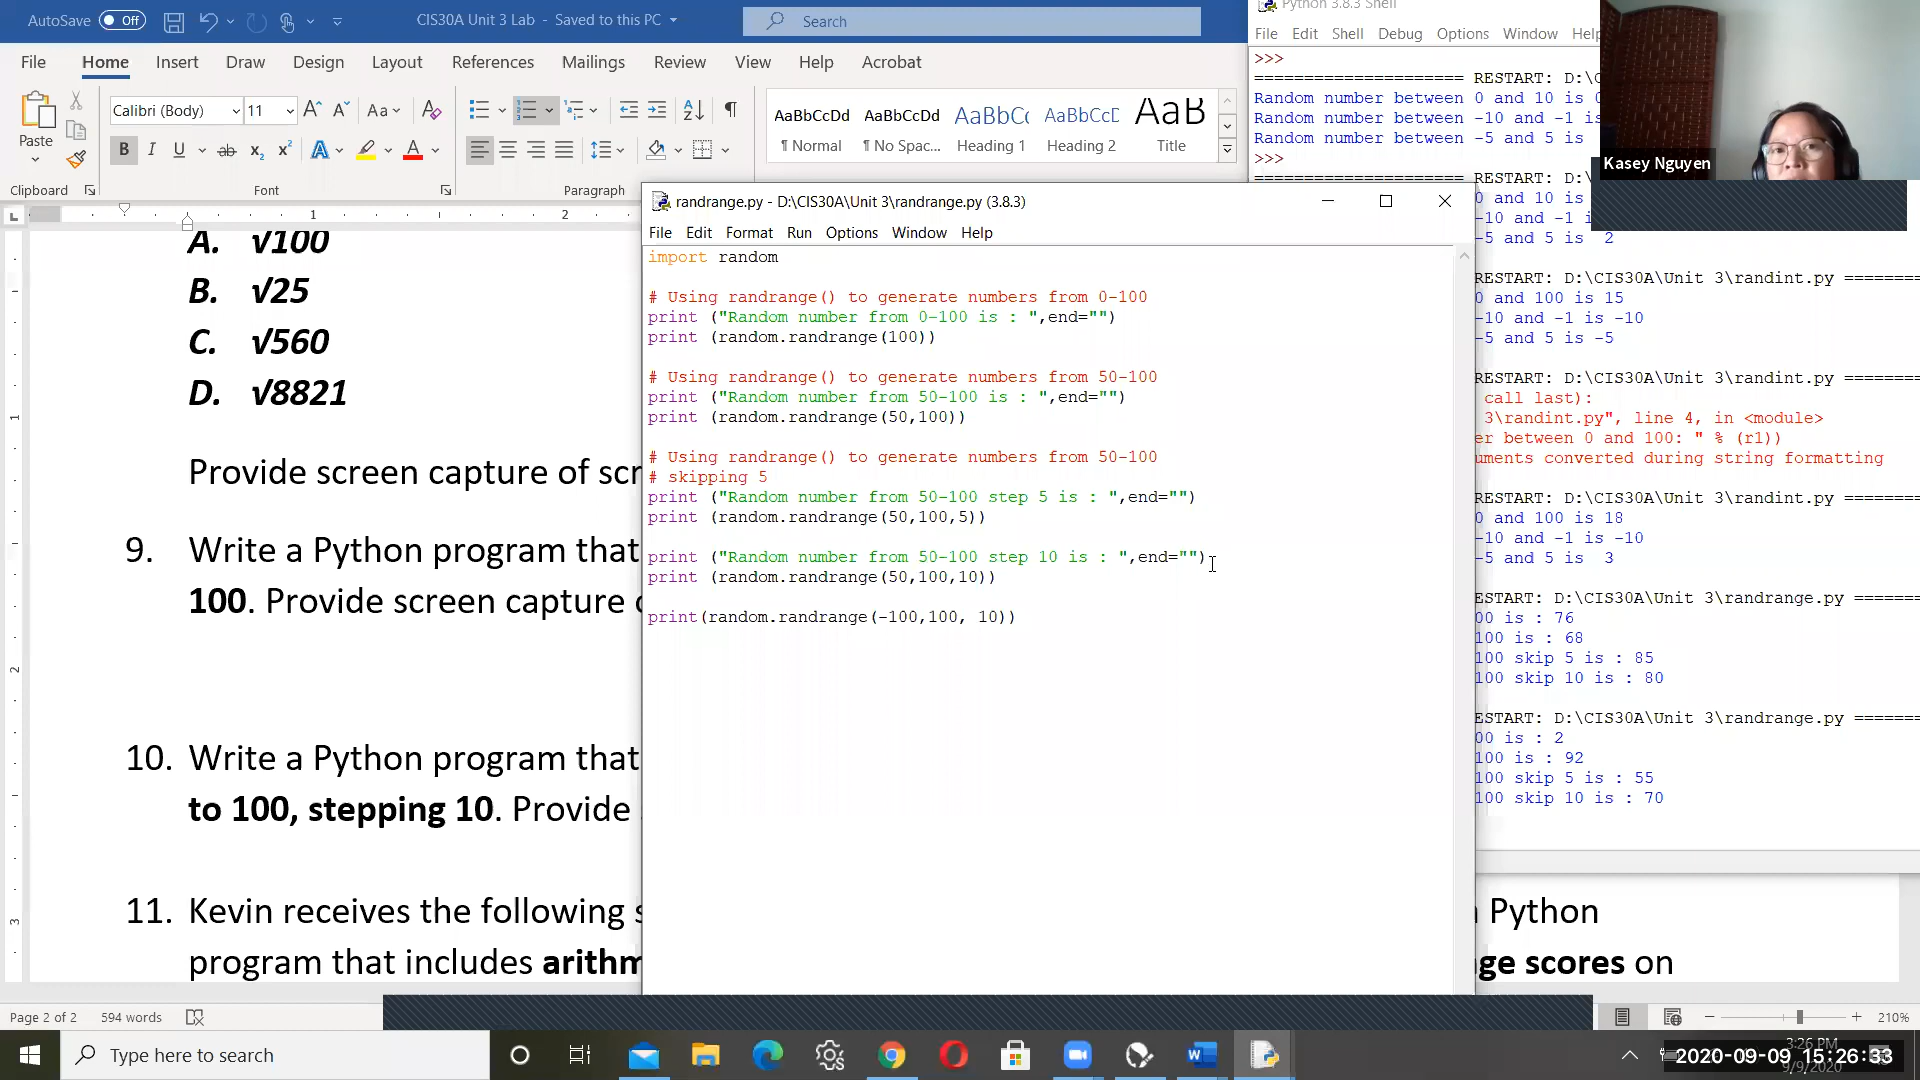 AutoSave Off
CIS30A Unit 3 Lab - Saved to this PC
Search
File Home Insert Draw Design Layout References Mailings Review View Help Acrobat
Paste
Calibri (Body) 11
Aa
AaBbCcDd AaBbCcDd AaBbCc AaBbCcD AaB
¶ Normal ¶ No Spac... Heading 1 Heading 2 Title
Clipboard Font Paragraph
1 2
A. √100
B. √25
C. √560
D. √8821
Provide screen capture of scr
9. Write a Python program that
100. Provide screen capture
10. Write a Python program that
to 100, stepping 10. Provide
11. Kevin receives the following s
Python
program that includes arithm
ge scores on
randrange.py - D:\CIS30A\Unit 3\randrange.py (3.8.3)
File Edit Format Run Options Window Help
import random
# Using randrange() to generate numbers from 0-100
print ("Random number from 0-100 is : ",end="")
print (random.randrange(100))
# Using randrange() to generate numbers from 50-100
print ("Random number from 50-100 is : ",end="")
print (random.randrange(50,100))
# Using randrange() to generate numbers from 50-100
# skipping 5
print ("Random number from 50-100 step 5 is : ",end="")
print (random.randrange(50,100,5))
print ("Random number from 50-100 step 10 is : ",end="")
print (random.randrange(50,100,10))
print(random.randrange(-100,100, 10))
Python 3.8.3 Shell
File Edit Shell Debug Options Window Help
>>>
===================== RESTART: D:\C
Random number between 0 and 10 is 0
Random number between -10 and -1 is
Random number between -5 and 5 is
>>>
===================== RESTART: D:\
0 and 10 is
-10 and -1 i
-5 and 5 is 2
RESTART: D:\CIS30A\Unit 3\randint.py =======
0 and 100 is 15
-10 and -1 is -10
-5 and 5 is -5
RESTART: D:\CIS30A\Unit 3\randint.py =======
call last):
3\randint.py", line 4, in <module>
er between 0 and 100: " % (r1))
uments converted during string formatting
RESTART: D:\CIS30A\Unit 3\randint.py =======
0 and 100 is 18
-10 and -1 is -10
-5 and 5 is 3
ESTART: D:\CIS30A\Unit 3\randrange.py ======
00 is : 76
100 is : 68
100 skip 5 is : 85
100 skip 10 is : 80
ESTART: D:\CIS30A\Unit 3\randrange.py ======
00 is : 2
100 is : 92
100 skip 5 is : 55
100 skip 10 is : 70
Kasey Nguyen
Page 2 of 2 594 words
210%
Type here to search
3:26 PM
9/9/2020
2020-09-09 15:26:33